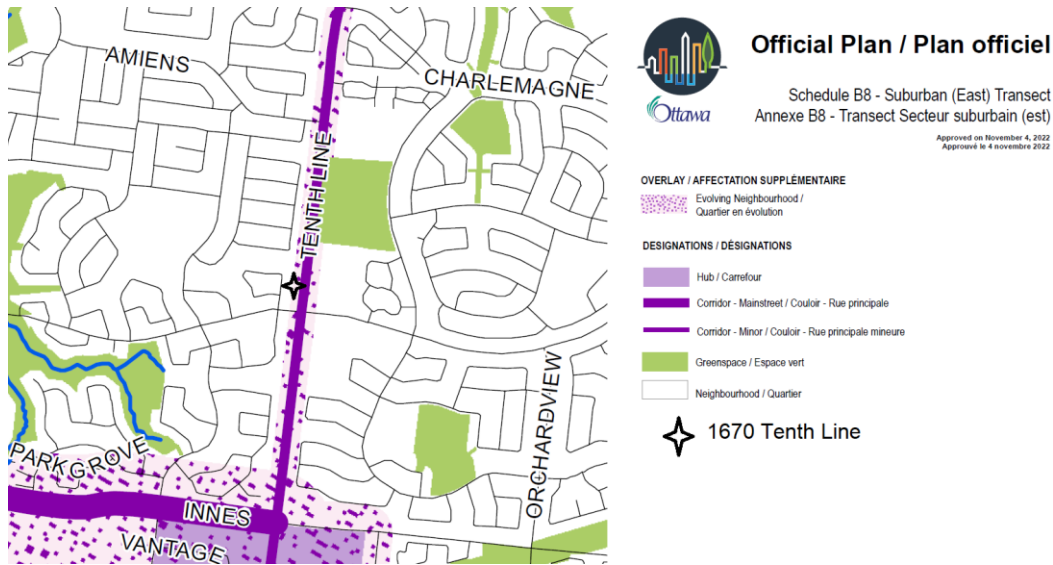 AMIENS
CHARLEMAGNE
TENTH LINE
ORCHARDVIEW
PARKGROVE
INNES
VANTAGE
Ottawa
Official Plan / Plan officiel
Schedule B8 - Suburban (East) Transect
Annexe B8 - Transect Secteur suburbain (est)
Approved on November 4, 2022
Approuvé le 4 novembre 2022
OVERLAY / AFFECTATION SUPPLÉMENTAIRE
Evolving Neighbourhood /
Quartier en évolution
DESIGNATIONS / DÉSIGNATIONS
Hub / Carrefour
Corridor - Mainstreet / Couloir - Rue principale
Corridor - Minor / Couloir - Rue principale mineure
Greenspace / Espace vert
Neighbourhood / Quartier
1670 Tenth Line